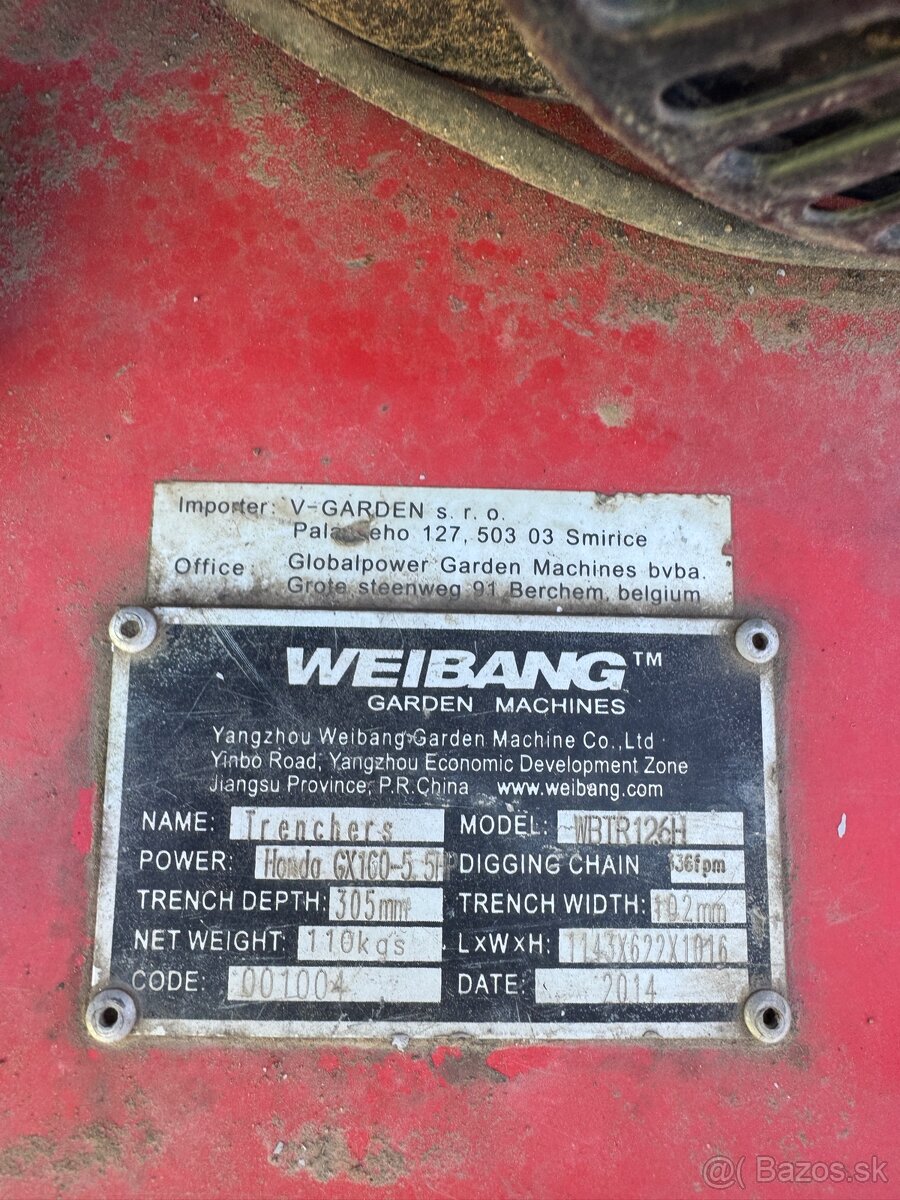 Importer: V-GARDEN s. r. o.
127, 503 03 Smirice
Office Globalpower Garden Machines bvba.
Grote steenweg 91 Berchem, belgium
WEIBANG™
GARDEN MACHINES
Yangzhou Weibang Garden Machine Co.,Ltd
Yinbo Road, Yangzhou Economic Development Zone
Jiangsu Province, P.R.China www.weibang.com
NAME: Trenchers MODEL: WBTR126H
POWER: Honda GX160-5.5HP DIGGING CHAIN 136fpm
TRENCH DEPTH: 305mm TRENCH WIDTH: 102mm
NET WEIGHT: 110kgs LxWxH: 1143X622X1016
CODE: 001004 DATE: 2014
@( Bazos.sk